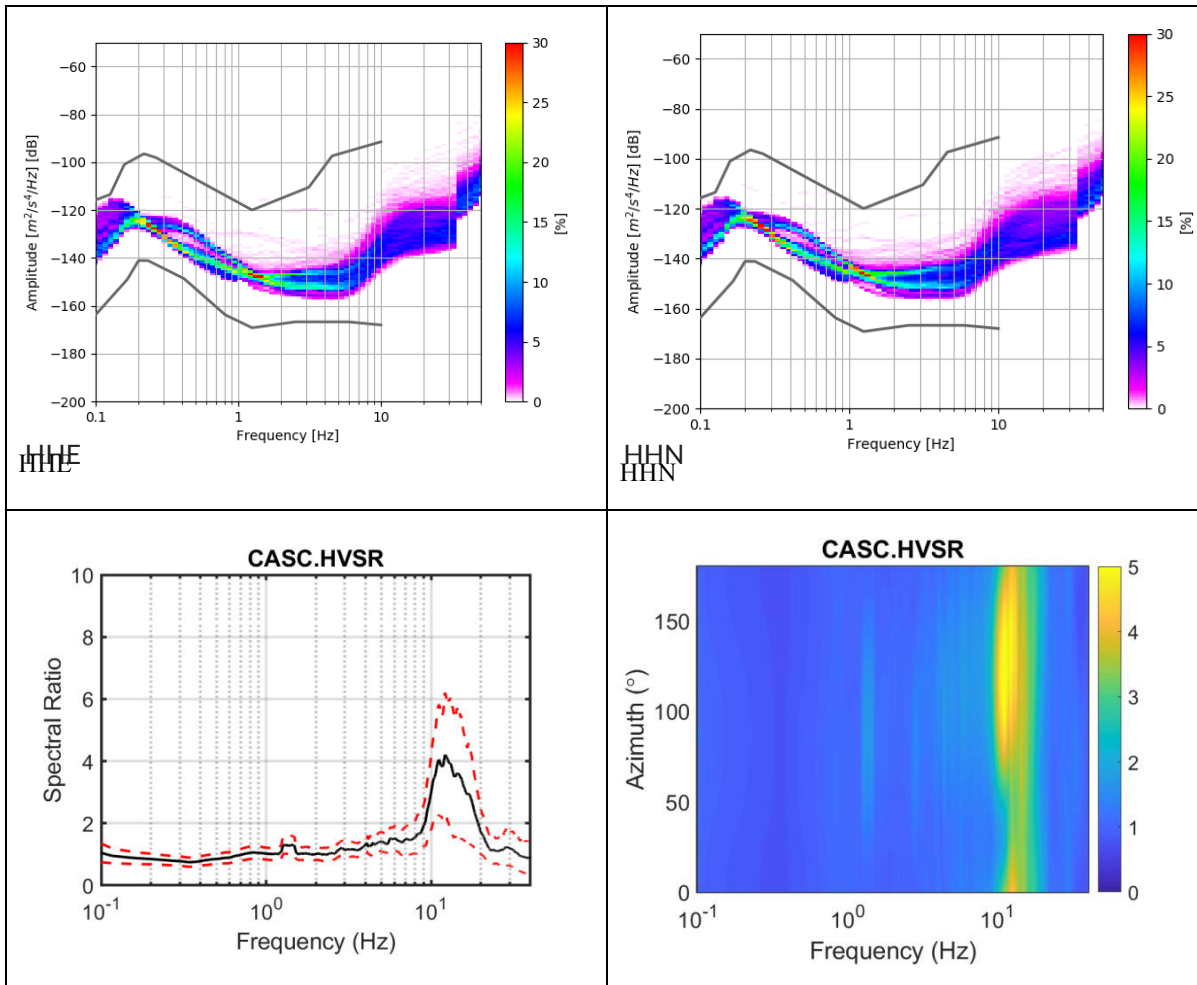 −60
−80
−100
−120
−140
−160
−180
−200
Amplitude [m²/s⁴/Hz] [dB]
0.1 1 10
Frequency [Hz]
30
25
20
15
10
5
0
[%]
HHE
HHE
−60
−80
−100
−120
−140
−160
−180
−200
Amplitude [m²/s⁴/Hz] [dB]
0.1 1 10
Frequency [Hz]
30
25
20
15
10
5
0
[%]
HHN
HHN
CASC.HVSR
10
8
6
4
2
0
Spectral Ratio
10⁻¹ 10⁰ 10¹
Frequency (Hz)
CASC.HVSR
150
100
50
0
Azimuth (°)
10⁻¹ 10⁰ 10¹
Frequency (Hz)
5
4
3
2
1
0